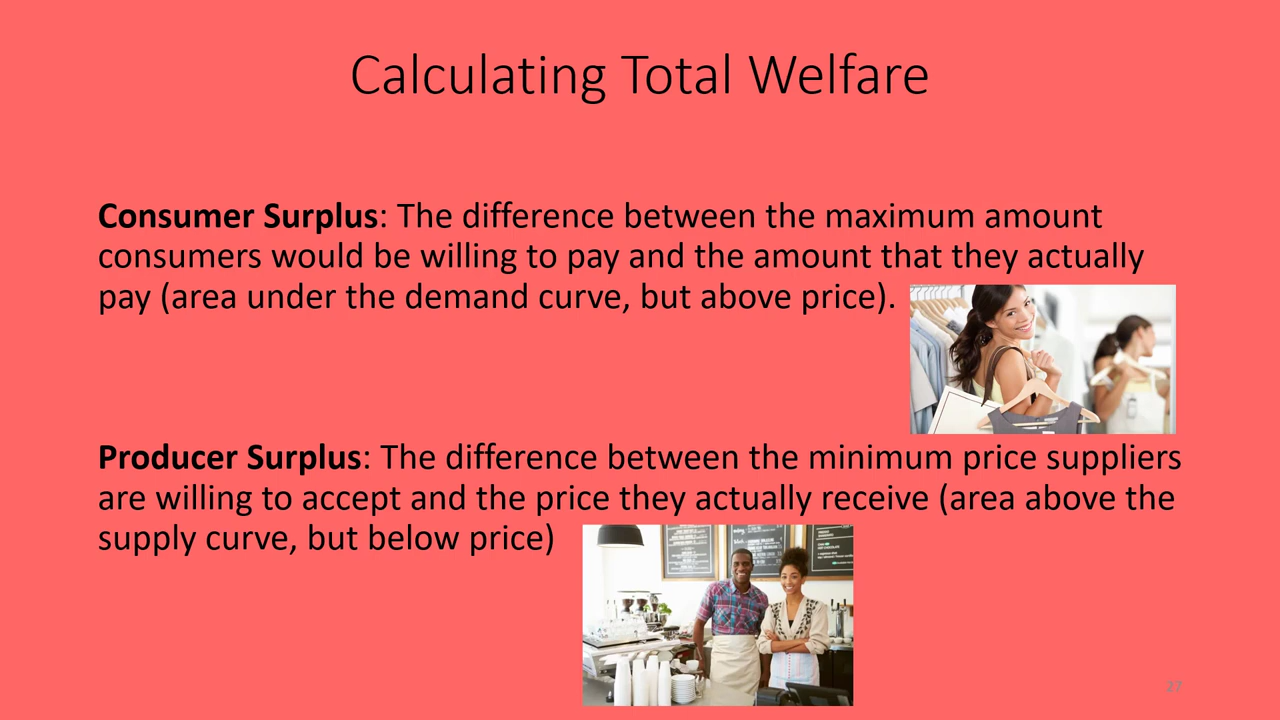 Calculating Total Welfare
Consumer Surplus: The difference between the maximum amount
consumers would be willing to pay and the amount that they actually
pay (area under the demand curve, but above price).
Producer Surplus: The difference between the minimum price suppliers
are willing to accept and the price they actually receive (area above the
supply curve, but below price)
27